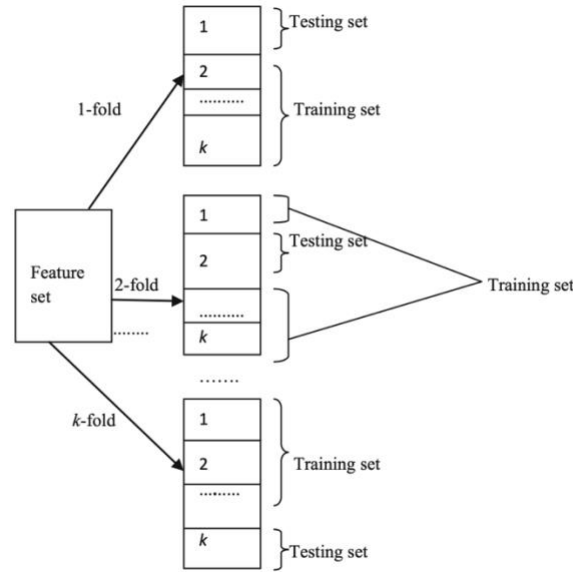 1
Testing set
2
..........
Training set
k
1-fold
1
Testing set
2
Training set
..........
k
Feature
set
2-fold
........
.......
k-fold
1
2
Training set
..........
k
Testing set